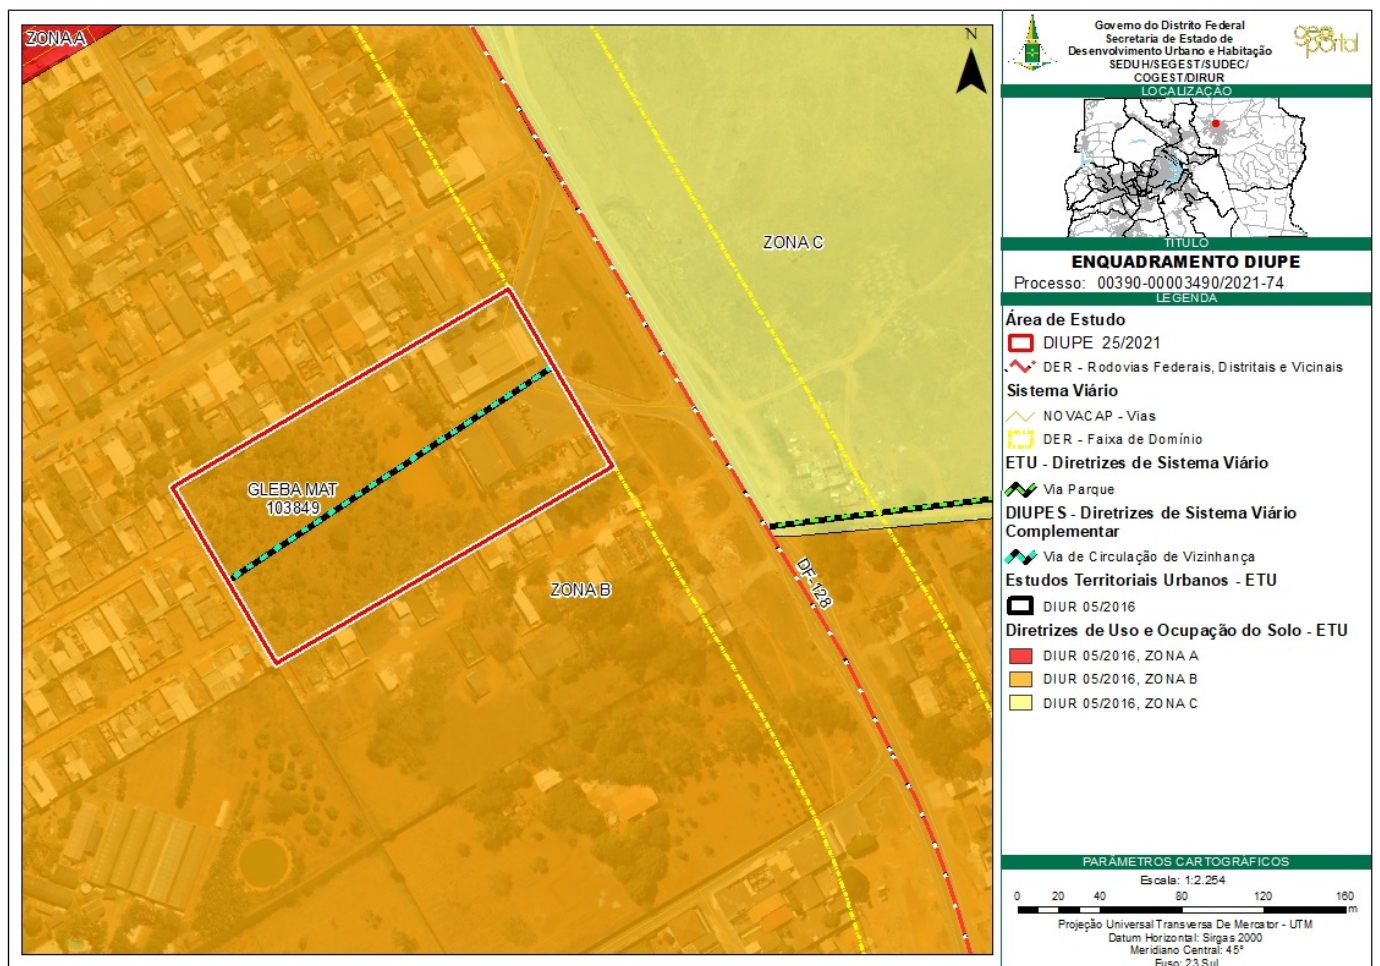 ZONA A
N
ZONA C
GLEBA MAT
103849
ZONA B
DF-128
Governo do Distrito Federal
Secretaria de Estado de
Desenvolvimento Urbano e Habitação
SEDUH/SEGEST/SUDEC/
COGEST/DIRUR
geo
portal
LOCALIZAÇÃO
TITULO
ENQUADRAMENTO DIUPE
Processo: 00390-00003490/2021-74
LEGENDA
Área de Estudo
DIUPE 25/2021
DER - Rodovias Federais, Distritais e Vicinais
Sistema Viário
NOVACAP - Vias
DER - Faixa de Domínio
ETU - Diretrizes de Sistema Viário
Via Parque
DIUPES - Diretrizes de Sistema Viário
Complementar
Via de Circulação de Vizinhança
Estudos Territoriais Urbanos - ETU
DIUR 05/2016
Diretrizes de Uso e Ocupação do Solo - ETU
DIUR 05/2016, ZONA A
DIUR 05/2016, ZONA B
DIUR 05/2016, ZONA C
PARÂMETROS CARTOGRÁFICOS
Escala: 1:2.254
0 20 40 80 120 160
m
Projeção Universal Transversa De Mercator - UTM
Datum Horizontal: Sirgas 2000
Meridiano Central: 45°
Fuso: 23 Sul